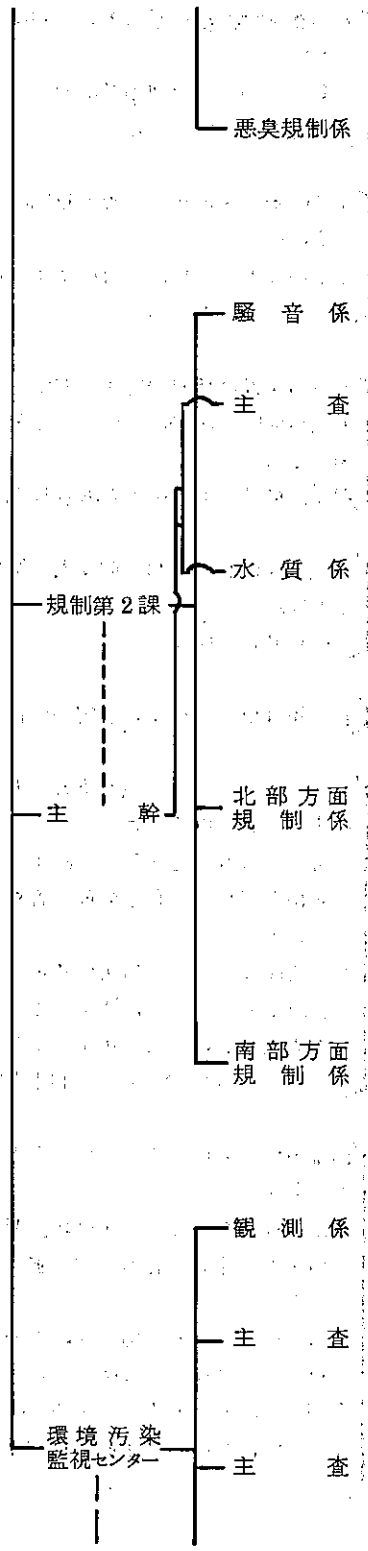 悪臭規制係
騒音係
主査
水質係
規制第2課
主幹
北部方面
規制係
南部方面
規制係
観測係
主査
環境汚染
監視センター
主査